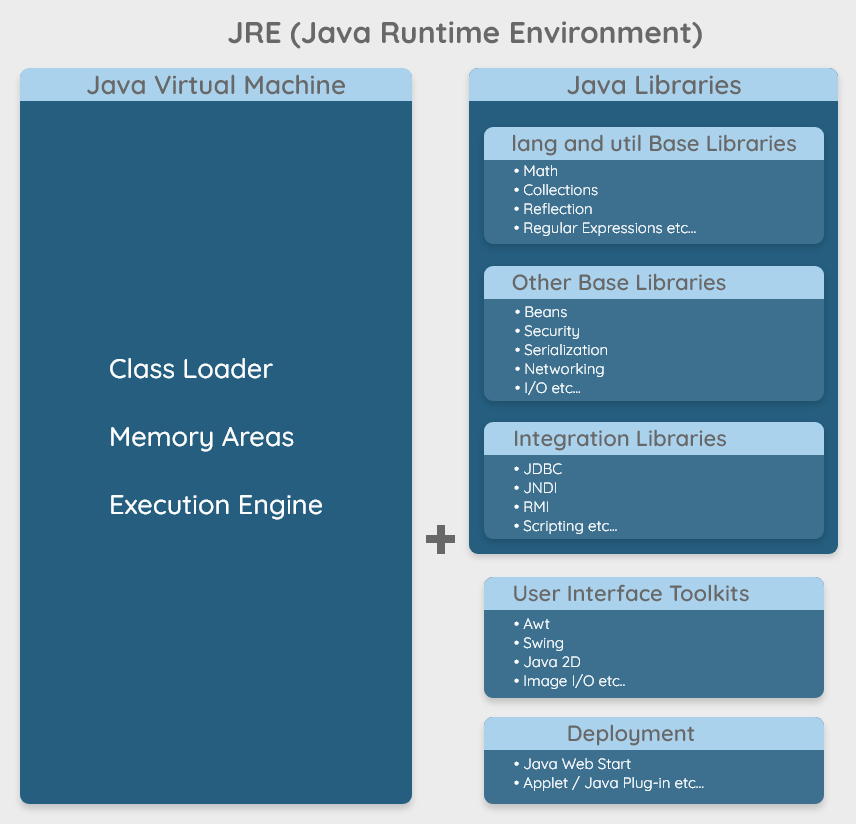 JRE (Java Runtime Environment)
Java Virtual Machine
Class Loader
Memory Areas
Execution Engine
+
Java Libraries
lang and util Base Libraries
• Math
• Collections
• Reflection
• Regular Expressions etc...
Other Base Libraries
• Beans
• Security
• Serialization
• Networking
• I/O etc...
Integration Libraries
• JDBC
• JNDI
• RMI
• Scripting etc...
User Interface Toolkits
• Awt
• Swing
• Java 2D
• Image I/O etc..
Deployment
• Java Web Start
• Applet / Java Plug-in etc...